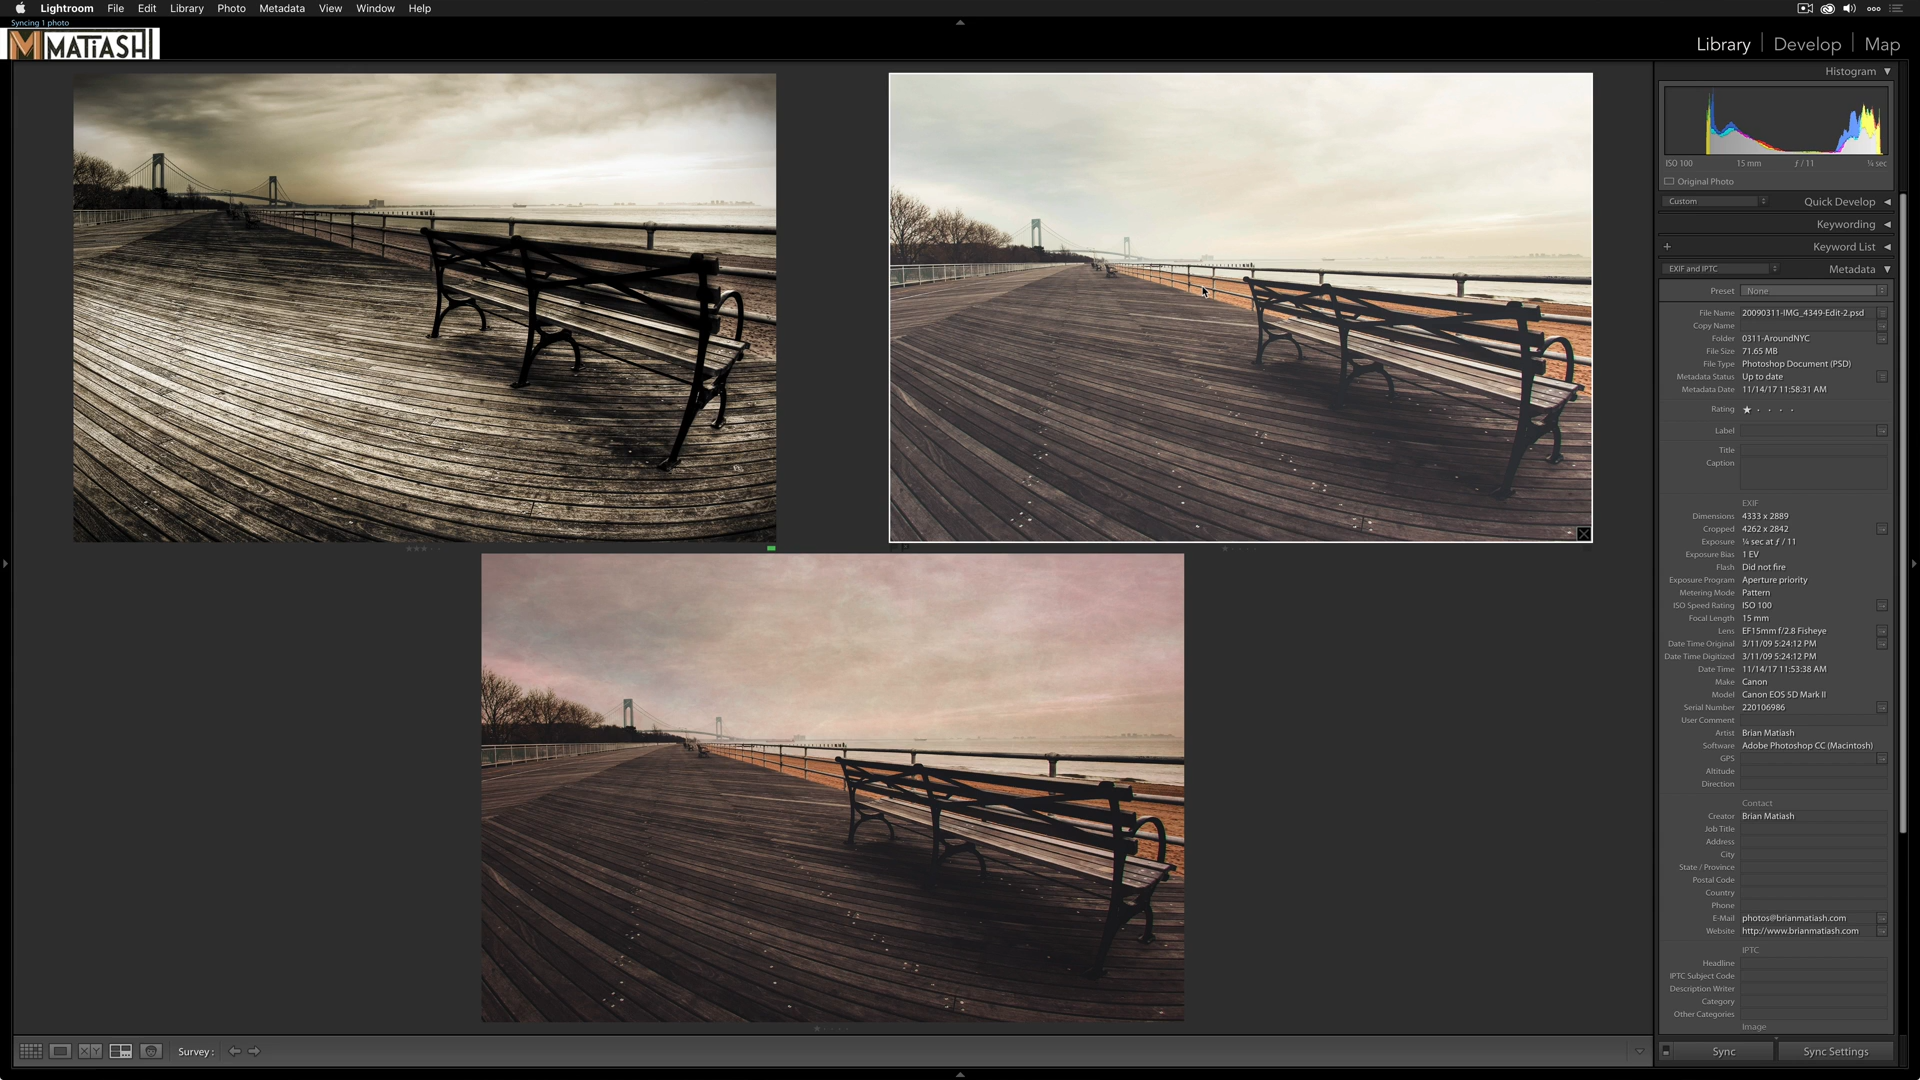 Lightroom File Edit Library Photo Metadata View Window Help
Syncing 1 photo
M MATIASH
Library Develop Map
Histogram
ISO 100 15 mm ƒ / 11 ¼ sec
Original Photo
Custom Quick Develop
Keywording
+ Keyword List
EXIF and IPTC Metadata
Preset None
File Name 20090311-IMG_4349-Edit-2.psd
Copy Name
Folder 0311-AroundNYC
File Size 71.65 MB
File Type Photoshop Document (PSD)
Metadata Status Up to date
Metadata Date 11/14/17 11:58:31 AM
Rating ★ · · · ·
Label
Title
Caption
EXIF
Dimensions 4333 x 2889
Cropped 4262 x 2842
Exposure ¼ sec at ƒ / 11
Exposure Bias 1 EV
Flash Did not fire
Exposure Program Aperture priority
Metering Mode Pattern
ISO Speed Rating ISO 100
Focal Length 15 mm
Lens EF15mm f/2.8 Fisheye
Date Time Original 3/11/09 5:24:12 PM
Date Time Digitized 3/11/09 5:24:12 PM
Date Time 11/14/17 11:53:38 AM
Make Canon
Model Canon EOS 5D Mark II
Serial Number 220106986
User Comment
Artist Brian Matiash
Software Adobe Photoshop CC (Macintosh)
GPS
Altitude
Direction
Contact
Creator Brian Matiash
Job Title
Address
City
State / Province
Postal Code
Country
Phone
E-Mail photos@brianmatiash.com
Website http://www.brianmatiash.com
IPTC
Headline
IPTC Subject Code
Description Writer
Category
Other Categories
Image
X Y Survey : Sync Sync Settings